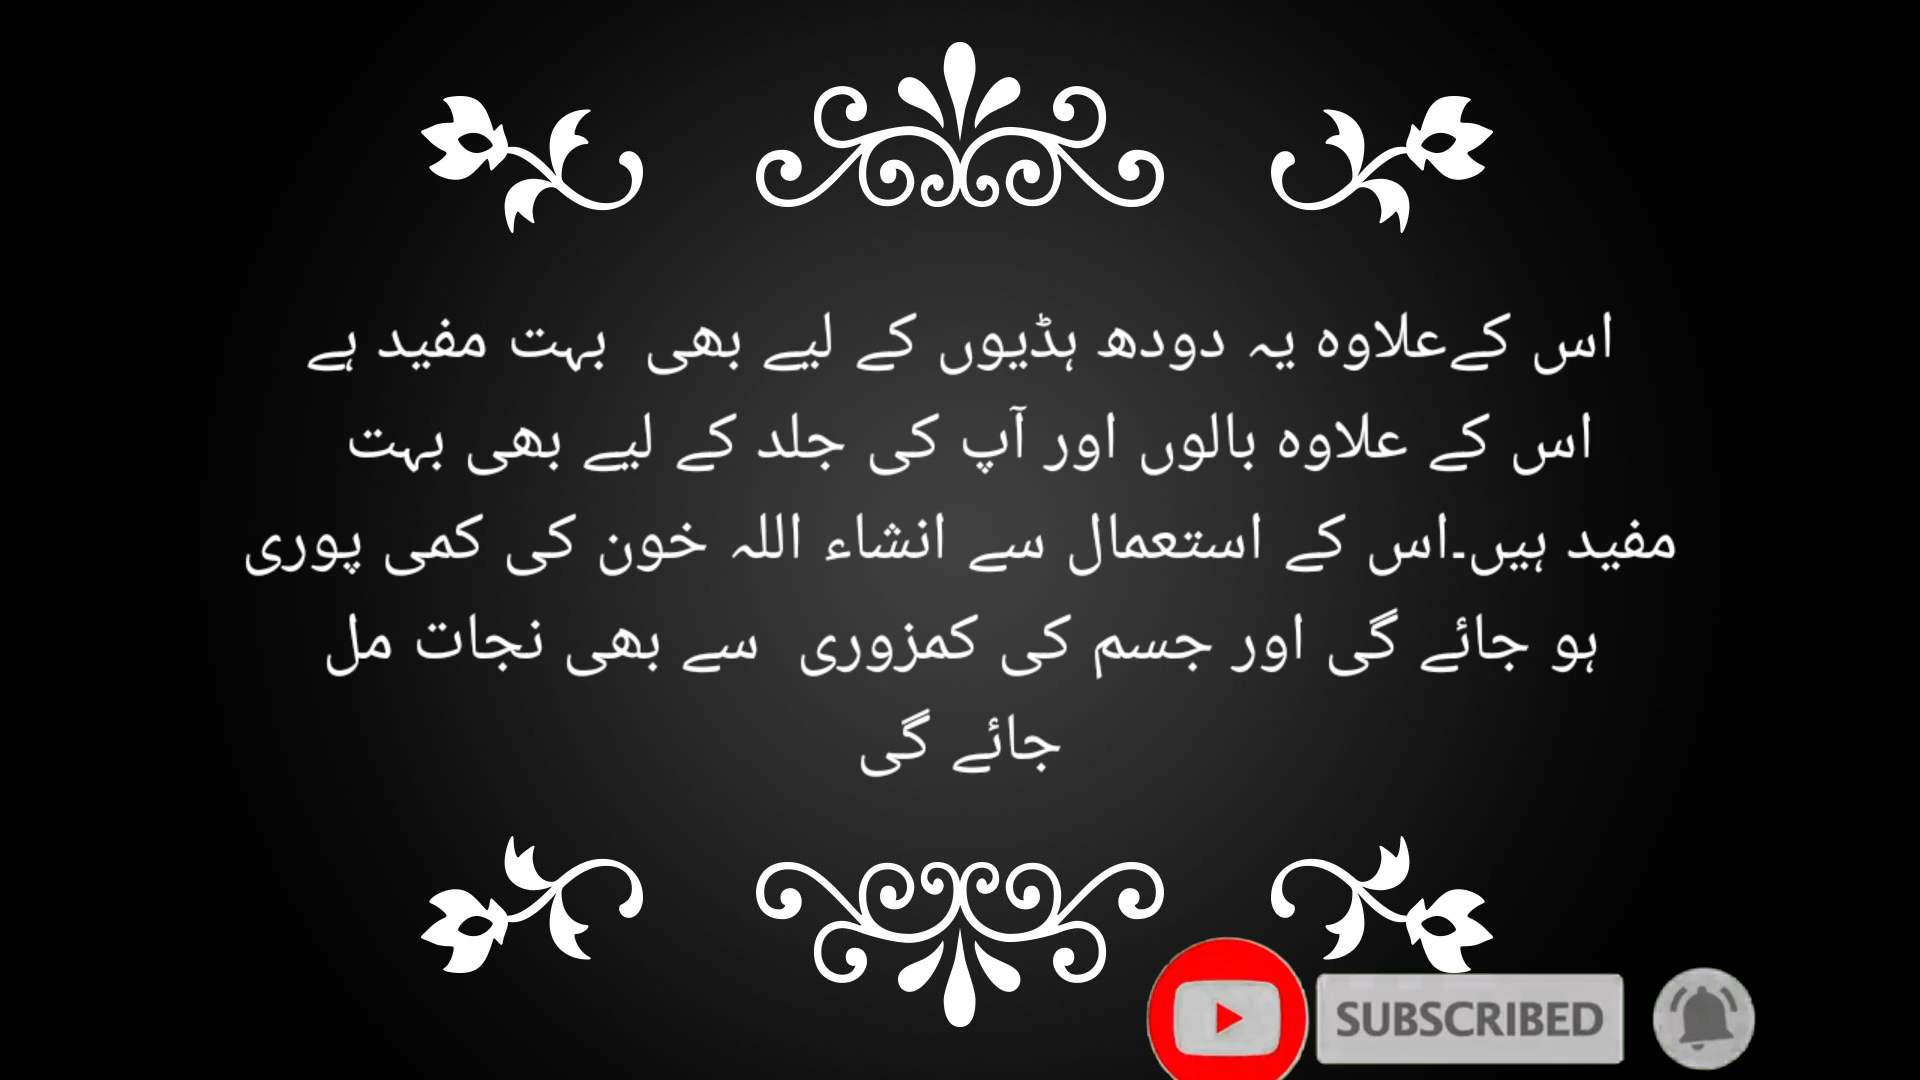 اس کےعلاوہ یہ دودھ ہڈیوں کے لیے بھی بہت مفید ہے
اس کے علاوہ بالوں اور آپ کی جلد کے لیے بھی بہت
مفید ہیں۔اس کے استعمال سے انشاء اللہ خون کی کمی پوری
ہو جائے گی اور جسم کی کمزوری سے بھی نجات مل
جائے گی
SUBSCRIBED